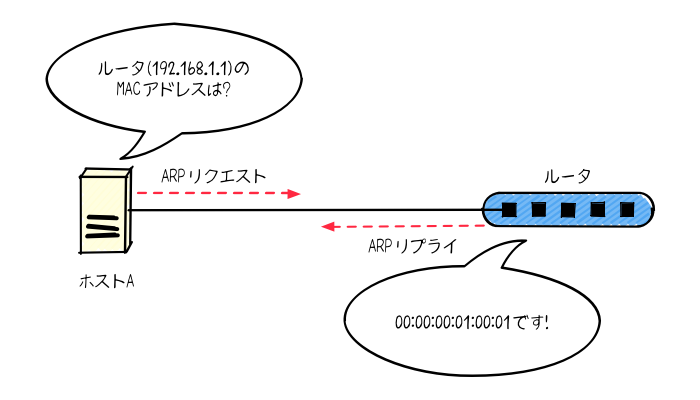 ルータ(192.168.1.1)の
MACアドレスは?
ARPリクエスト
ルータ
ARPリプライ
ホストA
00:00:00:01:00:01です!